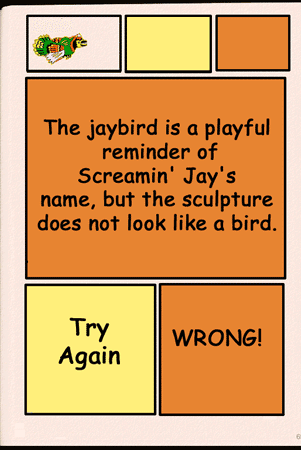 The jaybird is a playful
reminder of
Screamin' Jay's
name, but the sculpture
does not look like a bird.
Try
Again
WRONG!
6